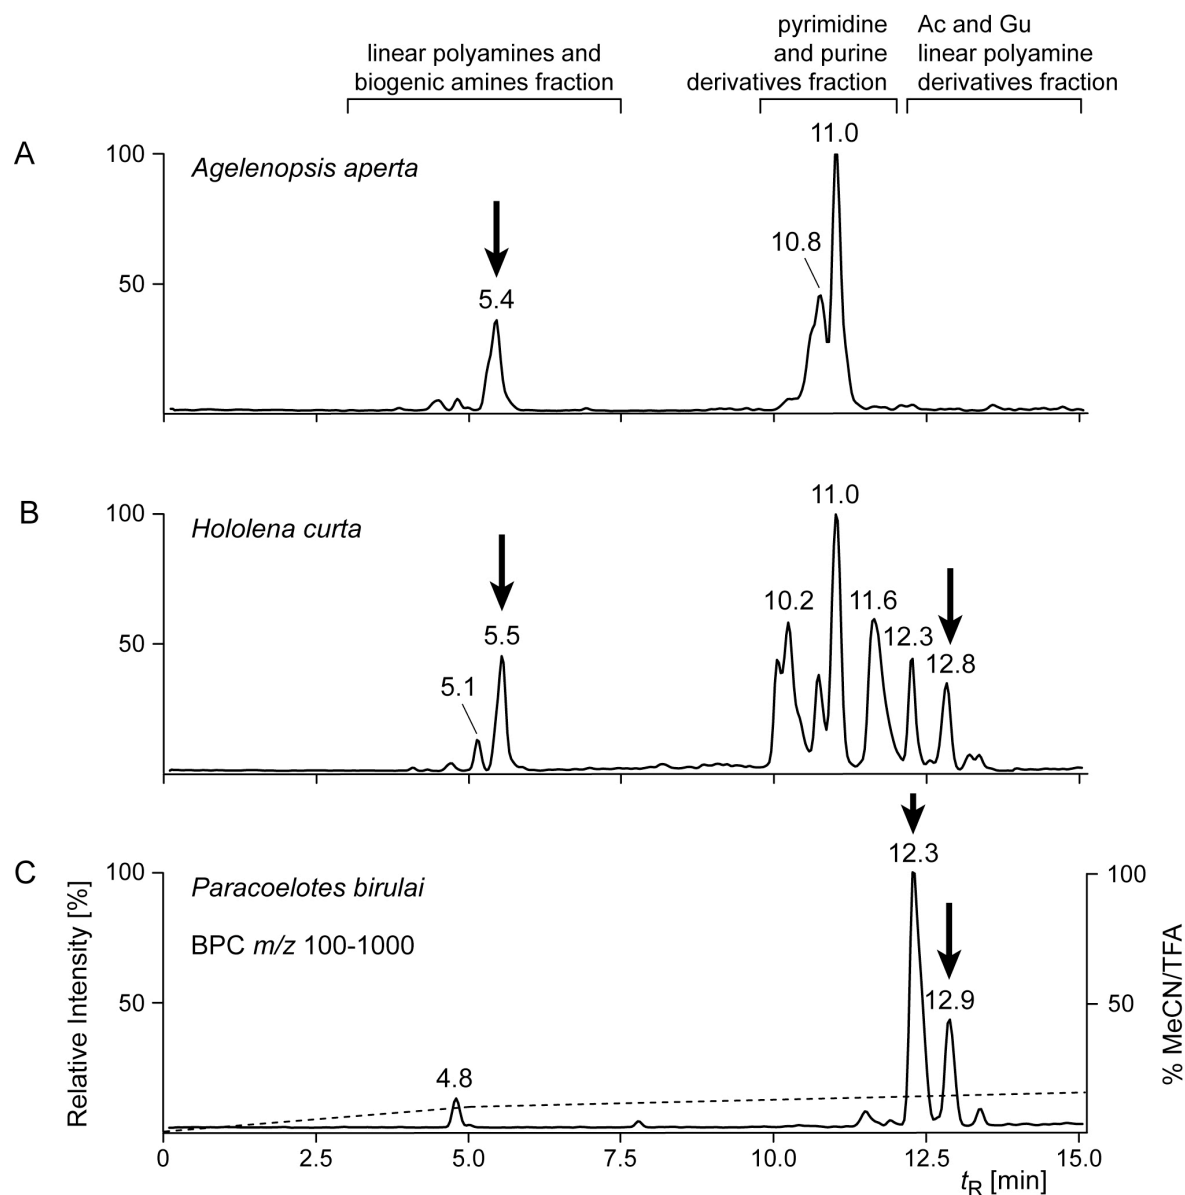 linear polyamines and
biogenic amines fraction
pyrimidine
and purine
derivatives fraction
Ac and Gu
linear polyamine
derivatives fraction
A
Agelenopsis aperta
100
50
5.4
10.8
11.0
B
Hololena curta
100
50
5.1
5.5
10.2
11.0
11.6
12.3
12.8
C
Paracoelotes birulai
BPC m/z 100-1000
Relative Intensity [%]
100
50
4.8
12.3
12.9
100
50
% MeCN/TFA
0
2.5
5.0
7.5
10.0
12.5
15.0
tR [min]